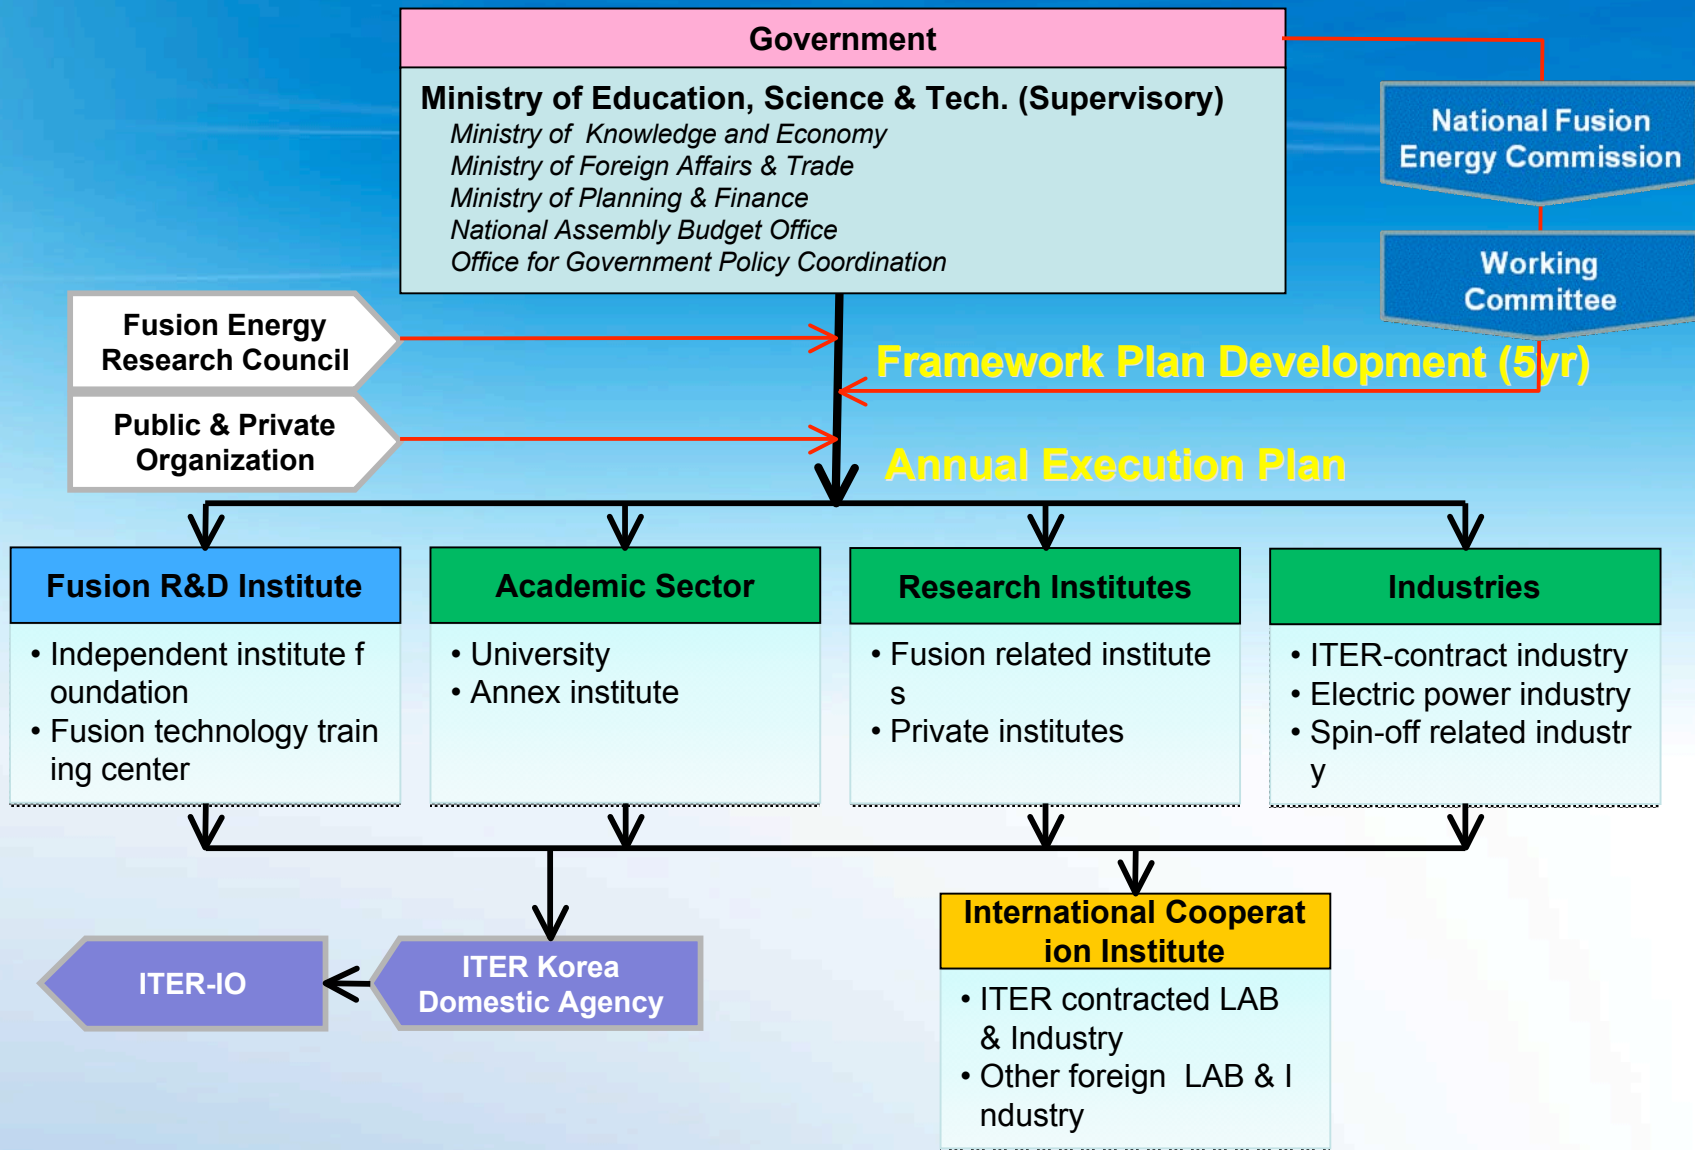 Government
Ministry of Education, Science & Tech. (Supervisory)
Ministry of  Knowledge and Economy
Ministry of Foreign Affairs & Trade
Ministry of Planning & Finance
National Assembly Budget Office
Office for Government Policy Coordination
National Fusion
Energy Commission
Working
Committee
Fusion Energy
Research Council
Public & Private
Organization
Framework Plan Development (5yr)
Annual Execution Plan
Fusion R&D Institute
• Independent institute f
oundation
• Fusion technology train
ing center
Academic Sector
• University
• Annex institute
Research Institutes
• Fusion related institute
s
• Private institutes
Industries
• ITER-contract industry
• Electric power industry
• Spin-off related industr
y
ITER-IO
ITER Korea
Domestic Agency
International Cooperat
ion Institute
• ITER contracted LAB
& Industry
• Other foreign  LAB & I
ndustry